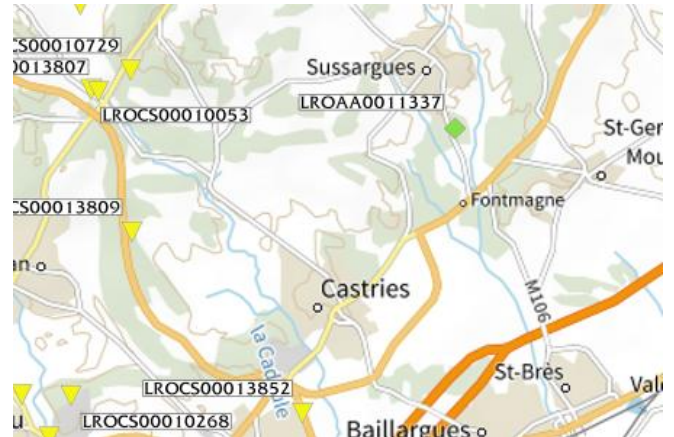 CS00010729
0013807
Sussargues
LROAA0011337
LROCS00010053
St-Ger
Mou
CS00013809
Fontmagne
an
Castries
M106
la Cadoule
LROCS00013852
St-Brès
Val
u
LROCS00010268
Baillargues